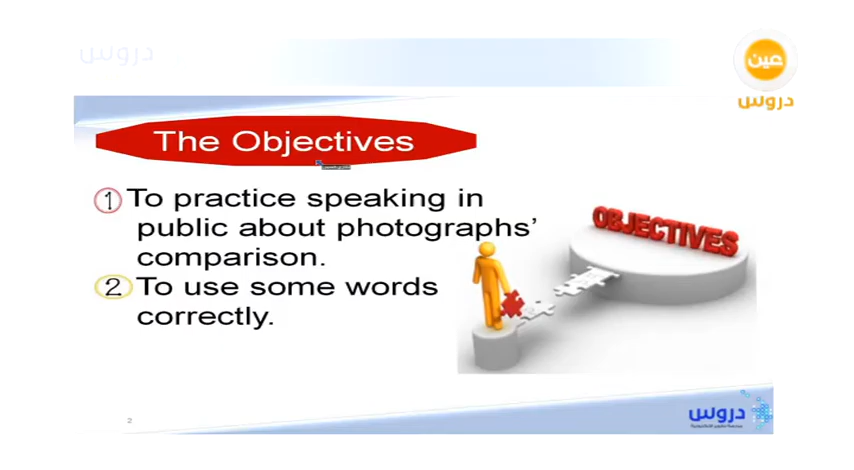 دروس
عين
دروس
The Objectives
1 To practice speaking in
public about photographs'
comparison.
OBJECTIVES
2 To use some words
correctly.
2
دروس